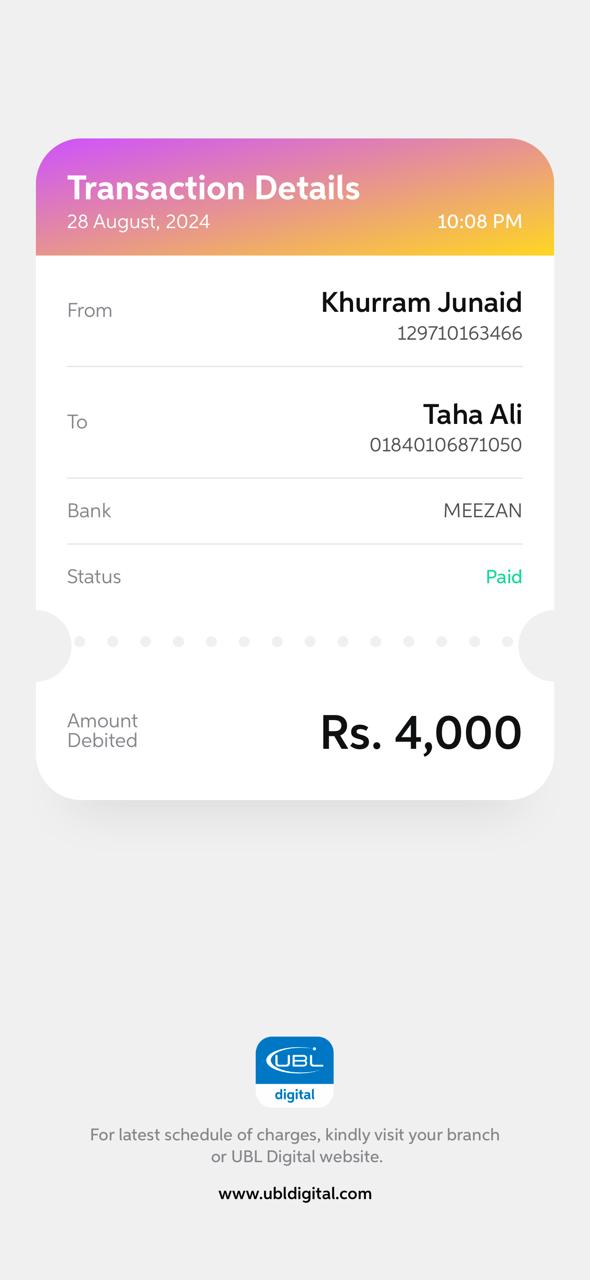 Transaction Details
28 August, 2024 10:08 PM
From Khurram Junaid
129710163466
To Taha Ali
01840106871050
Bank MEEZAN
Status Paid
Amount
Debited Rs. 4,000
UBL
digital
For latest schedule of charges, kindly visit your branch
or UBL Digital website.
www.ubldigital.com